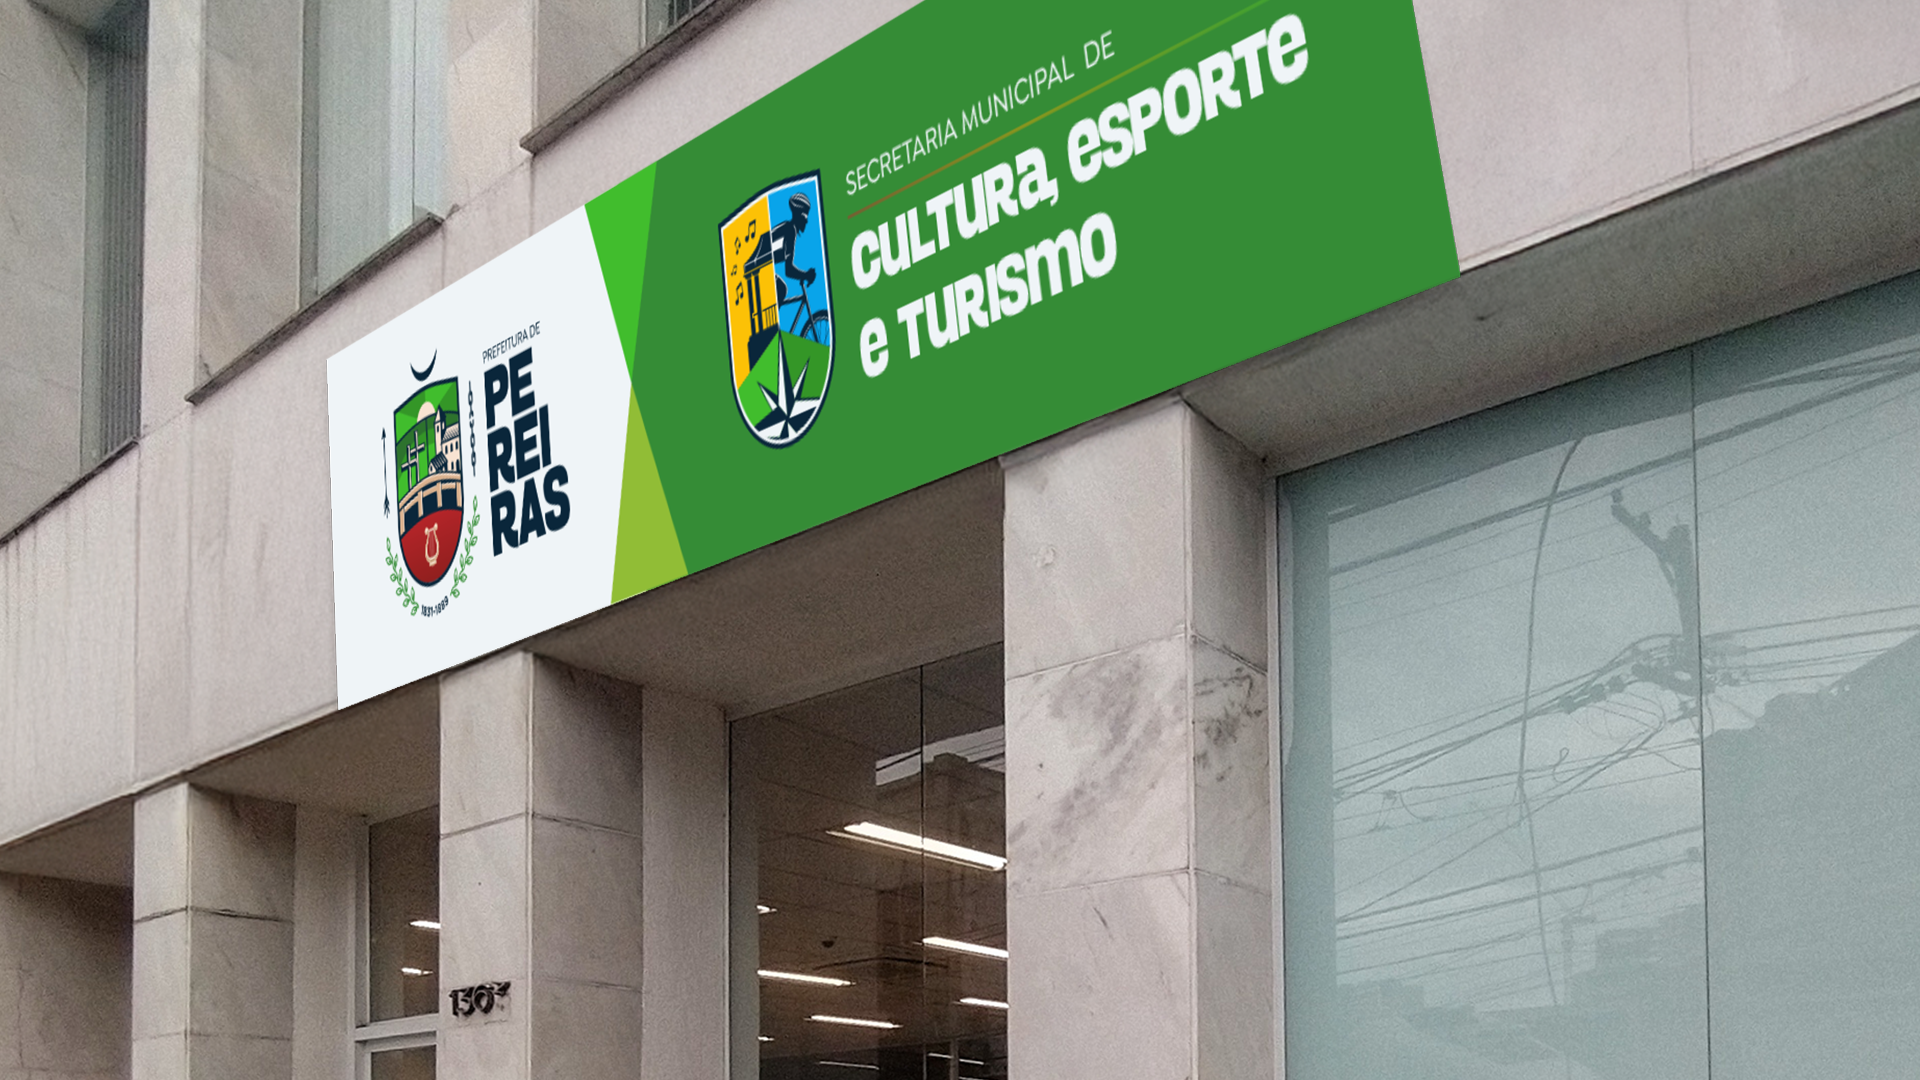 PREFEITURA DE
PE
REI
RAS
1831-1889
SECRETARIA MUNICIPAL DE
CULTURA, ESPORTE
E TURISMO